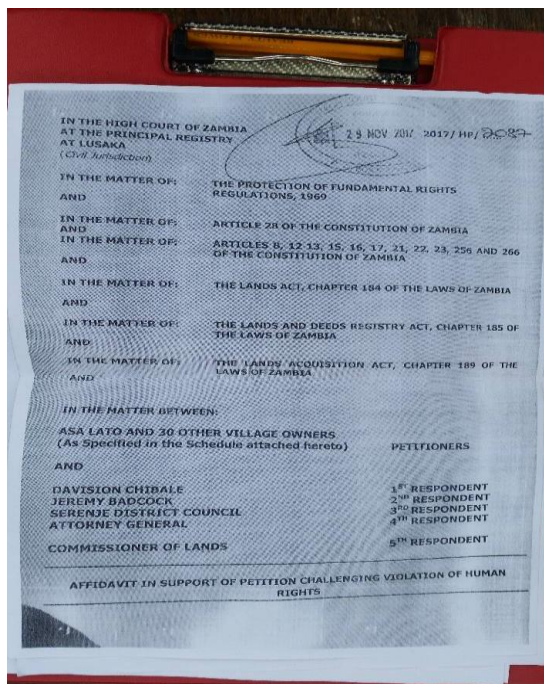 IN THE HIGH COURT OF ZAMBIA
AT THE PRINCIPAL REGISTRY
AT LUSAKA
(Civil Jurisdiction)
29 NOV 2017 2017/HP/2087
IN THE MATTER OF: THE PROTECTION OF FUNDAMENTAL RIGHTS
REGULATIONS, 1969
AND
IN THE MATTER OF: ARTICLE 28 OF THE CONSTITUTION OF ZAMBIA
AND
IN THE MATTER OF: ARTICLES 8, 12 13, 15, 16, 17, 21, 22, 23, 256 AND 266
OF THE CONSTITUTION OF ZAMBIA
AND
IN THE MATTER OF: THE LANDS ACT, CHAPTER 184 OF THE LAWS OF ZAMBIA
AND
IN THE MATTER OF: THE LANDS AND DEEDS REGISTRY ACT, CHAPTER 185 OF
THE LAWS OF ZAMBIA
AND
IN THE MATTER OF: THE LANDS ACQUISITION ACT, CHAPTER 189 OF THE
LAWS OF ZAMBIA
AND
IN THE MATTER BETWEEN:
ASA LATO AND 30 OTHER VILLAGE OWNERS
(As Specified in the Schedule attached hereto) PETITIONERS
AND
DAVISION CHIBALE 1ST RESPONDENT
JEREMY BADCOCK 2ND RESPONDENT
SERENJE DISTRICT COUNCIL 3RD RESPONDENT
ATTORNEY GENERAL 4TH RESPONDENT
COMMISSIONER OF LANDS 5TH RESPONDENT
AFFIDAVIT IN SUPPORT OF PETITION CHALLENGING VIOLATION OF HUMAN
RIGHTS